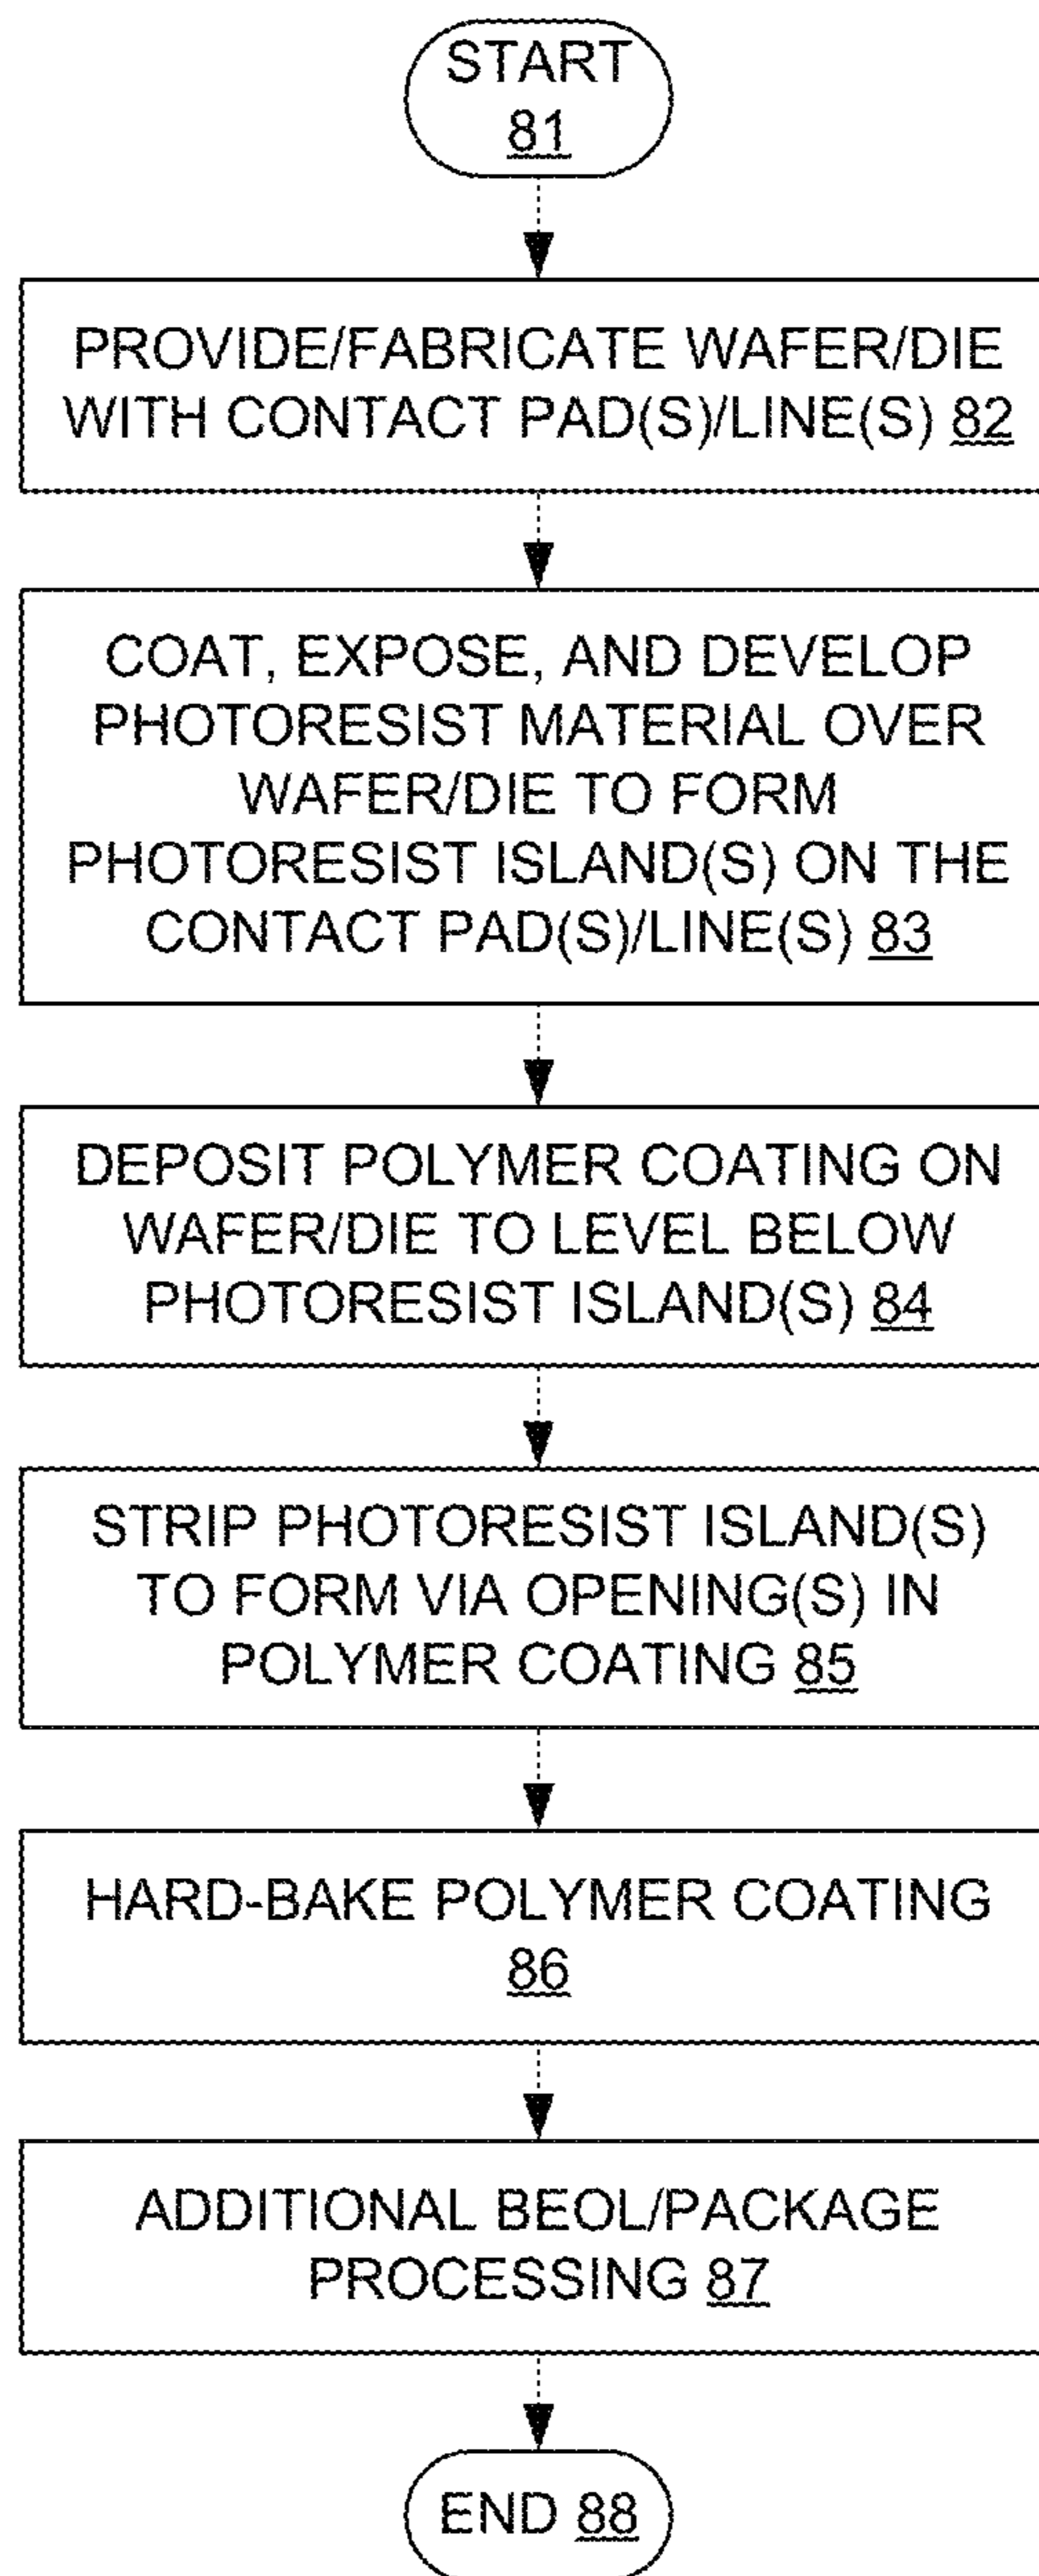 START
81
PROVIDE/FABRICATE WAFER/DIE
WITH CONTACT PAD(S)/LINE(S) 82
COAT, EXPOSE, AND DEVELOP
PHOTORESIST MATERIAL OVER
WAFER/DIE TO FORM
PHOTORESIST ISLAND(S) ON THE
CONTACT PAD(S)/LINE(S) 83
DEPOSIT POLYMER COATING ON
WAFER/DIE TO LEVEL BELOW
PHOTORESIST ISLAND(S) 84
STRIP PHOTORESIST ISLAND(S)
TO FORM VIA OPENING(S) IN
POLYMER COATING 85
HARD-BAKE POLYMER COATING
86
ADDITIONAL BEOL/PACKAGE
PROCESSING 87
END 88